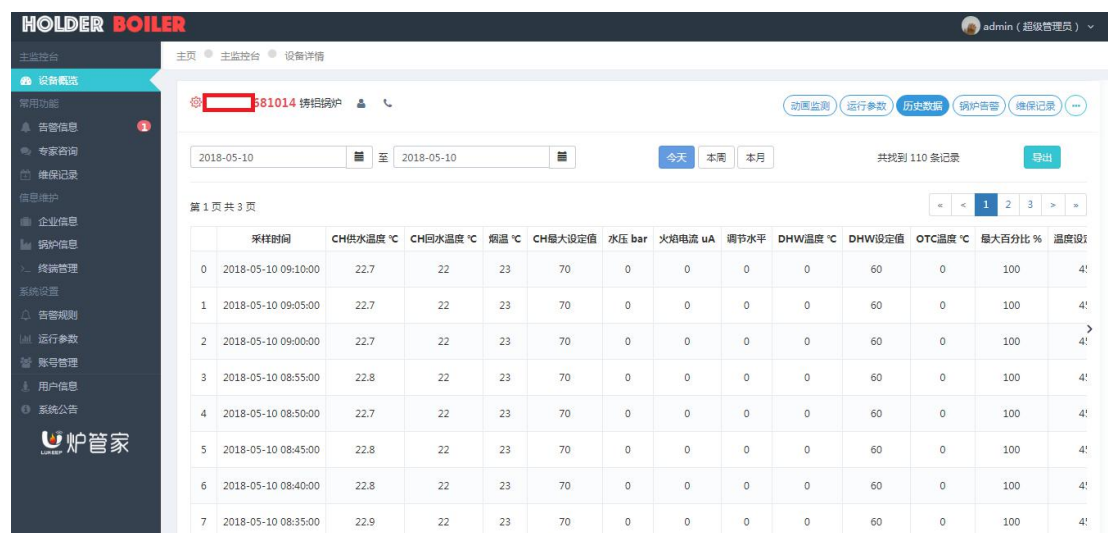 HOLDER BOILER
admin ( 超级管理员 )
主监控台
主页 主监控台 设备详情
设备概览
常用功能
681014 铸铝锅炉
动画监测 运行参数 历史数据 锅炉告警 维保记录
告警信息 1
专家咨询
2018-05-10 至 2018-05-10 今天 本周 本月 共找到 110 条记录 导出
维保记录
信息维护
第 1 页 共 3 页
« < 1 2 3 > »
企业信息
采样时间 CH供水温度 ℃ CH回水温度 ℃ 烟温 ℃ CH最大设定值 水压 bar 火焰电流 uA 调节水平 DHW温度 ℃ DHW设定值 OTC温度 ℃ 最大百分比 % 温度设
锅炉信息
终端管理
0 2018-05-10 09:10:00 22.7 22 23 70 0 0 0 0 60 0 100 4
系统设置
告警规则
1 2018-05-10 09:05:00 22.7 22 23 70 0 0 0 0 60 0 100 4
运行参数
2 2018-05-10 09:00:00 22.7 22 23 70 0 0 0 0 60 0 100 4
账号管理
用户信息
3 2018-05-10 08:55:00 22.8 22 23 70 0 0 0 0 60 0 100 4
系统公告
4 2018-05-10 08:50:00 22.7 22 23 70 0 0 0 0 60 0 100 4
炉管家
5 2018-05-10 08:45:00 22.8 22 23 70 0 0 0 0 60 0 100 4
6 2018-05-10 08:40:00 22.8 22 23 70 0 0 0 0 60 0 100 4
7 2018-05-10 08:35:00 22.9 22 23 70 0 0 0 0 60 0 100 4